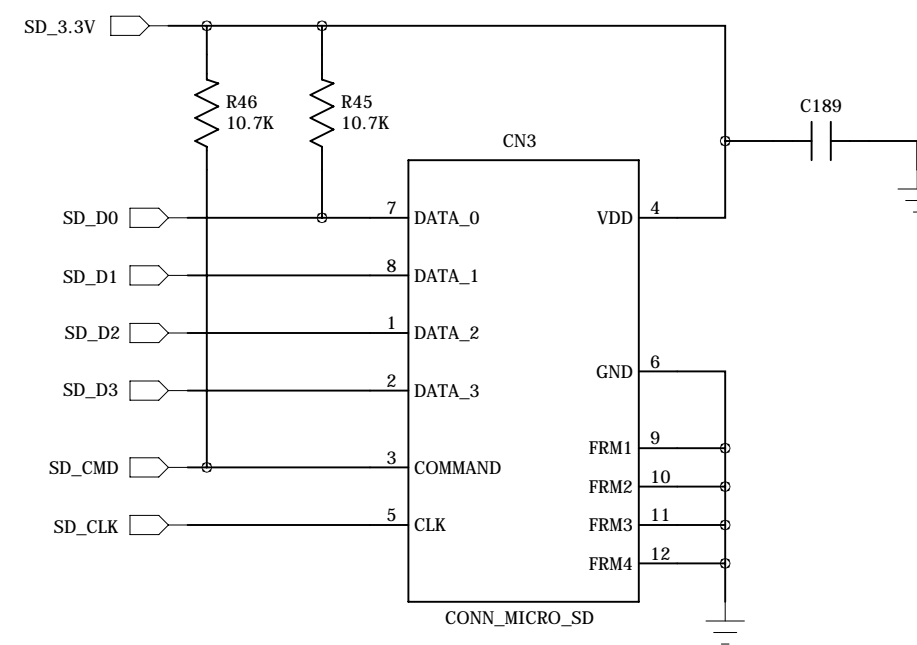 SD_3.3V
R46
10.7K
R45
10.7K
C189
CN3
SD_D0
7
DATA_0
VDD
4
SD_D1
8
DATA_1
SD_D2
1
DATA_2
GND
6
SD_D3
2
DATA_3
FRM1
9
SD_CMD
3
COMMAND
FRM2
10
SD_CLK
5
CLK
FRM3
11
FRM4
12
CONN_MICRO_SD